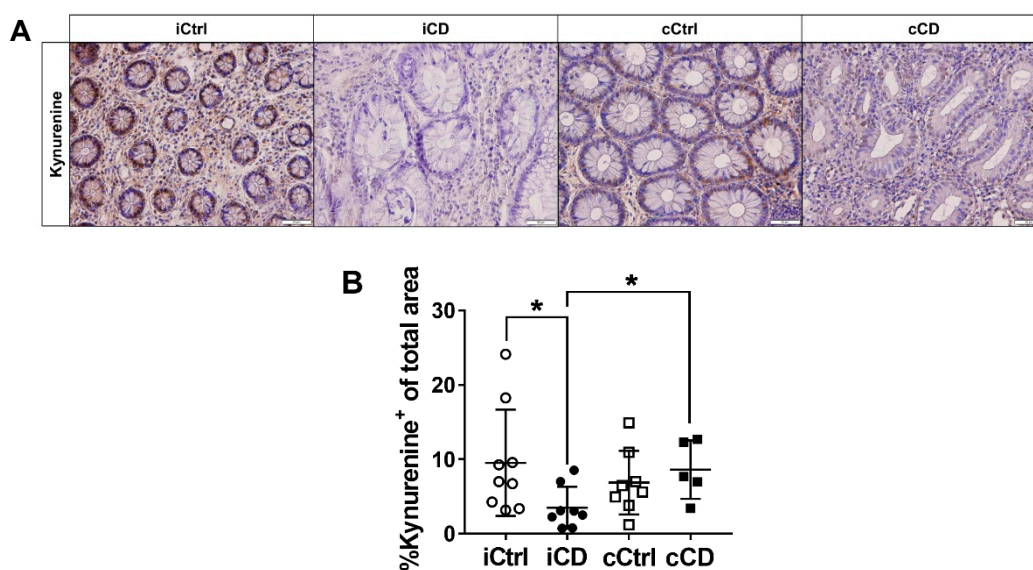 A
iCtrl iCD cCtrl cCD
Kynurenine
B
%Kynurenine+ of total area
30
20
10
0
* *
iCtrl iCD cCtrl cCD